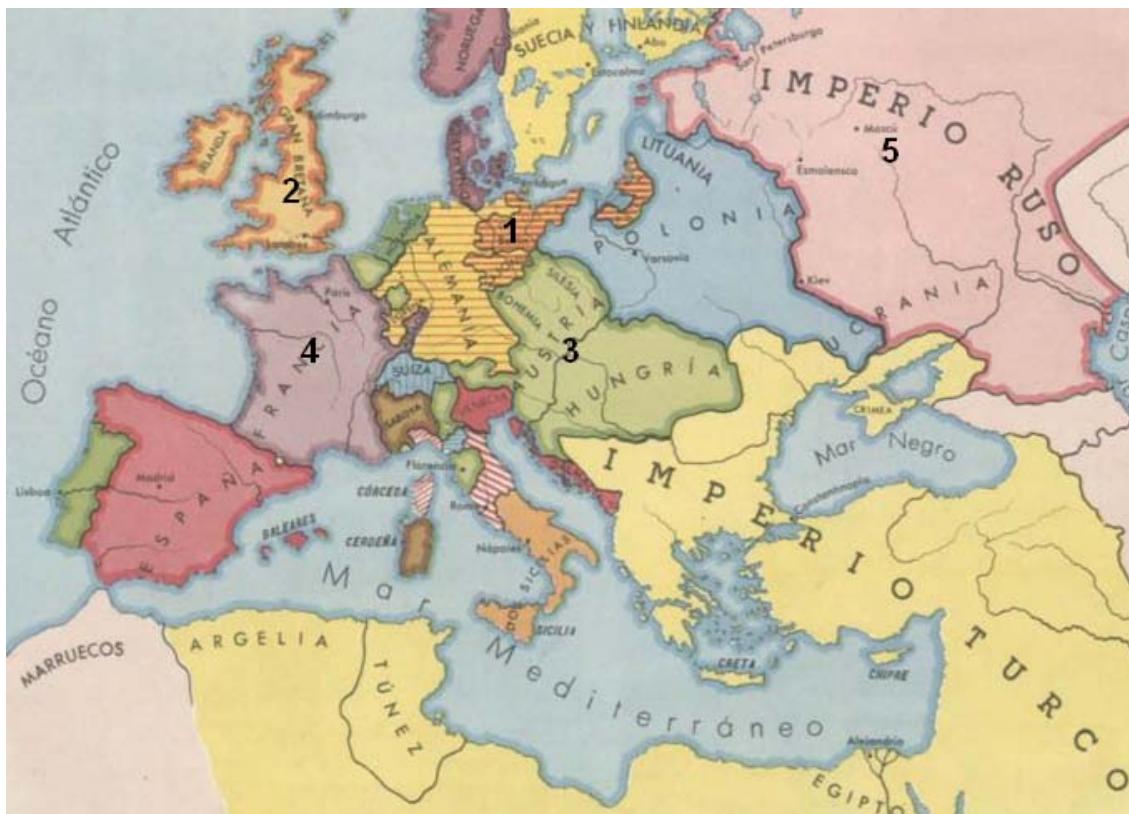 NORUEGA
SUECIA Y FINLANDIA
Abo
Estocolmo
San Petersburgo
IMPERIO RUSO
Moscú
5
Esmolensco
IRLANDA
GRAN BRETAÑA
Edimburgo
2
Londres
Océano Atlántico
LITUANIA
POLONIA
Varsovia
Kiev
UCRANIA
1
ALEMANIA
SILESIA
BOHEMIA
AUSTRIA
3
HUNGRÍA
París
4
FRANCIA
SUIZA
SABOYA
VENECIA
CRIMEA
Mar Negro
Constantinopla
IMPERIO TURCO
Lisboa
Madrid
ESPAÑA
BALEARES
Florencia
CÓRCEGA
Roma
CERDEÑA
Nápoles
DOS SICILIAS
SICILIA
Mar Mediterráneo
CRETA
CHIPRE
MARRUECOS
ARGELIA
TÚNEZ
Alejandría
EGIPTO